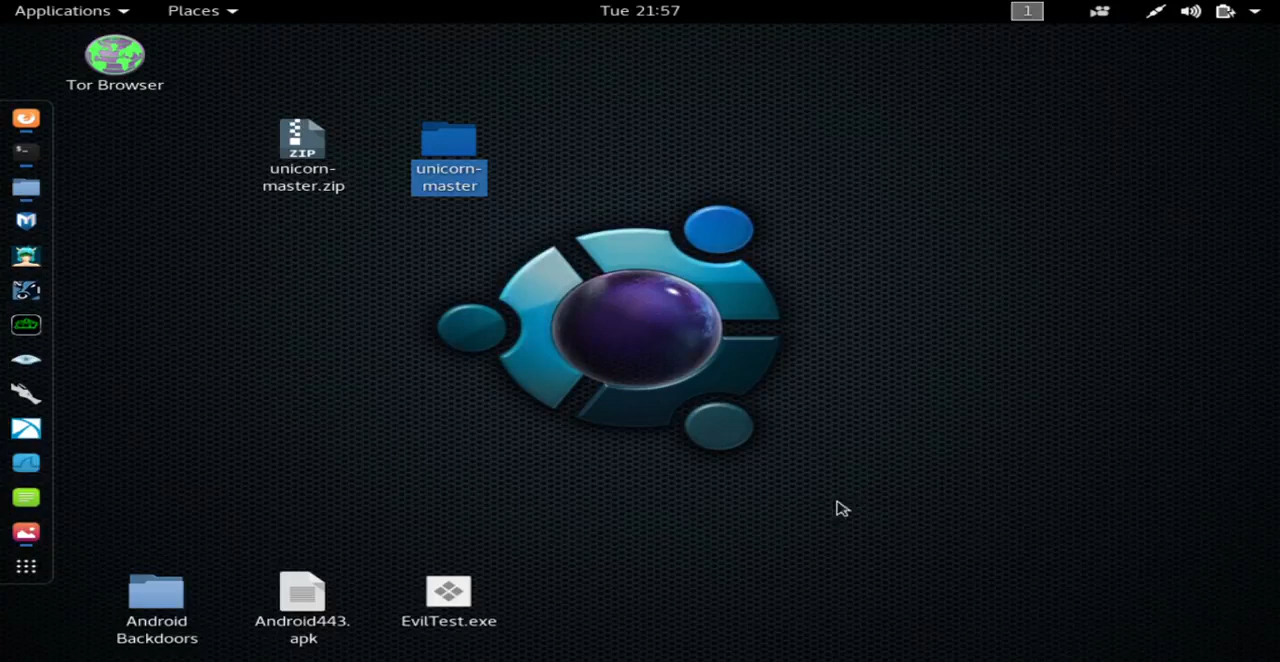 Applications Places Tue 21:57 1
Tor Browser
ZIP
unicorn-
master.zip
unicorn-
master
Android
Backdoors
Android443.
apk
EvilTest.exe